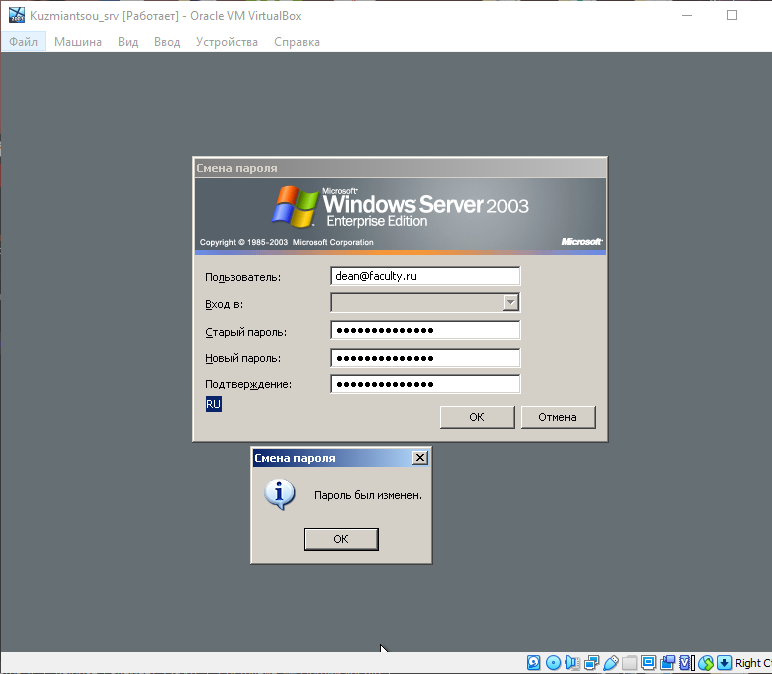 Kuzmiantsou_srv [Работает] - Oracle VM VirtualBox
Файл Машина Вид Ввод Устройства Справка
Смена пароля
Microsoft®
Windows Server 2003
Enterprise Edition
Copyright © 1985-2003 Microsoft Corporation
Microsoft
Пользователь: dean@faculty.ru
Вход в:
Старый пароль: ●●●●●●●●●●●●●●
Новый пароль: ●●●●●●●●●●●●●●
Подтверждение: ●●●●●●●●●●●●●●
RU
OK Отмена
Смена пароля
Пароль был изменен.
OK
Right